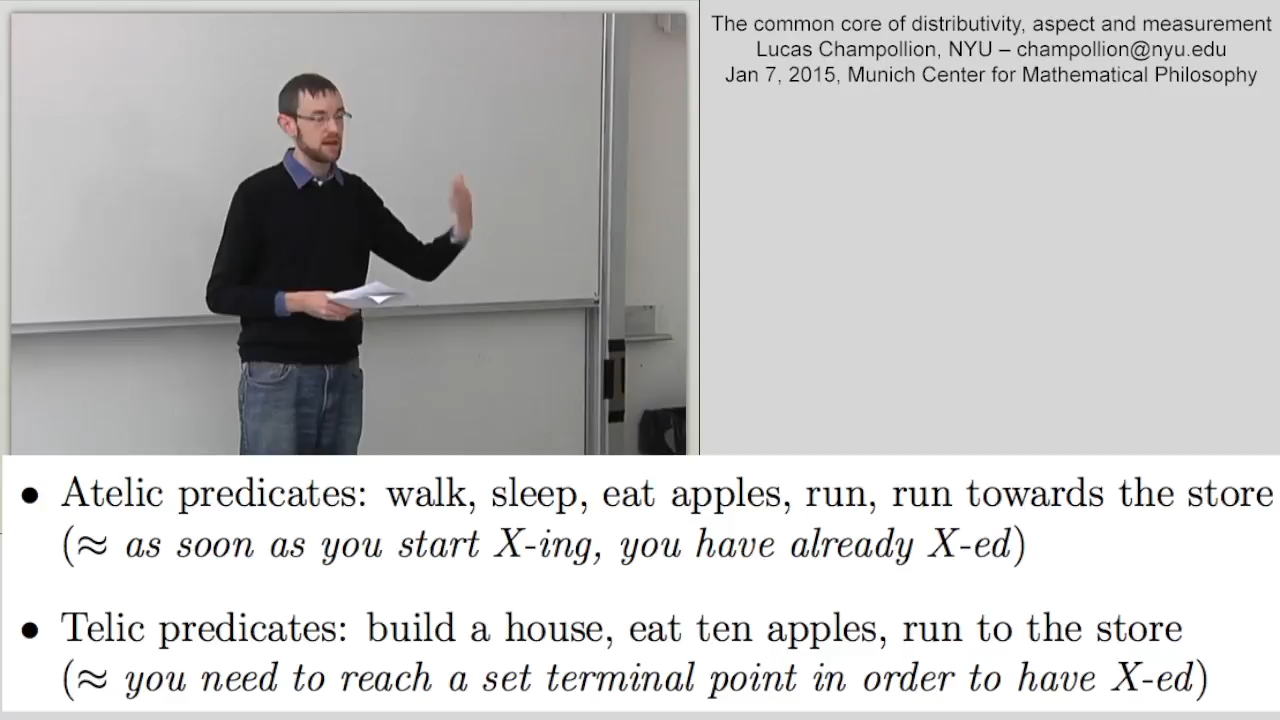 The common core of distributivity, aspect and measurement
Lucas Champollion, NYU – champollion@nyu.edu
Jan 7, 2015, Munich Center for Mathematical Philosophy
• Atelic predicates: walk, sleep, eat apples, run, run towards the store
(≈ as soon as you start X-ing, you have already X-ed)
• Telic predicates: build a house, eat ten apples, run to the store
(≈ you need to reach a set terminal point in order to have X-ed)